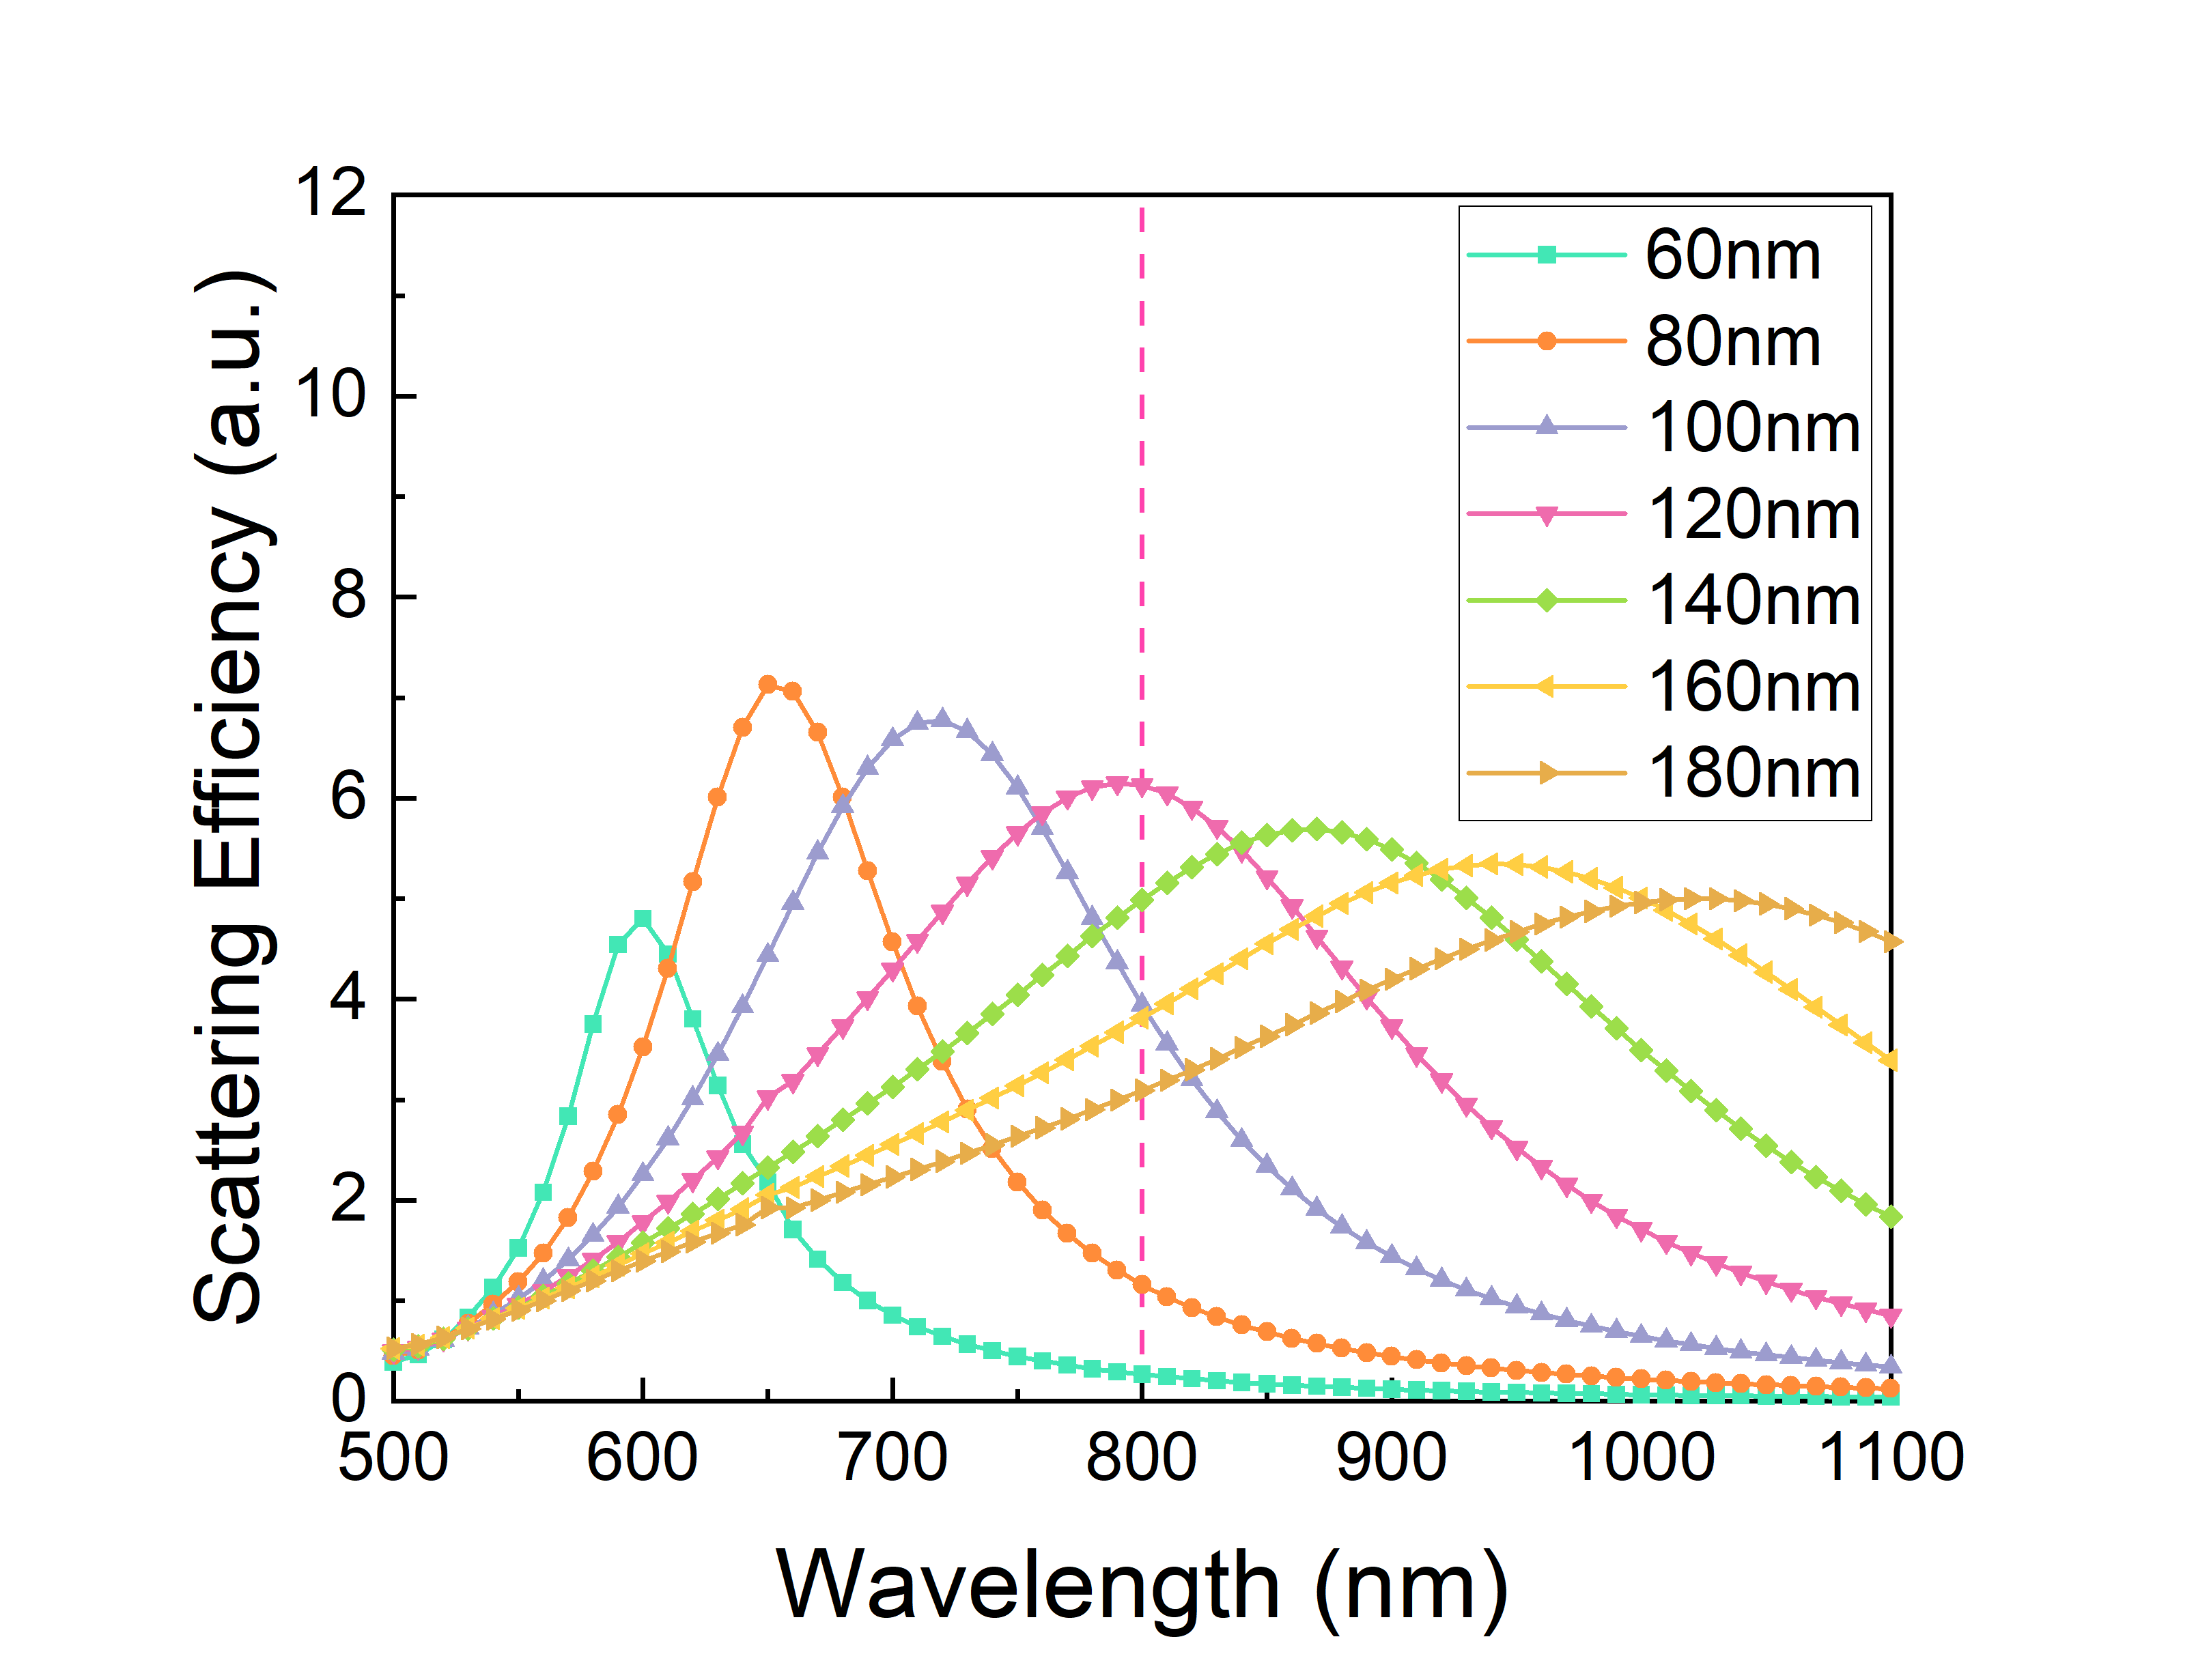 Scattering Efficiency (a.u.)
12
10
8
6
4
2
0
500 600 700 800 900 1000 1100
Wavelength (nm)
60nm
80nm
100nm
120nm
140nm
160nm
180nm